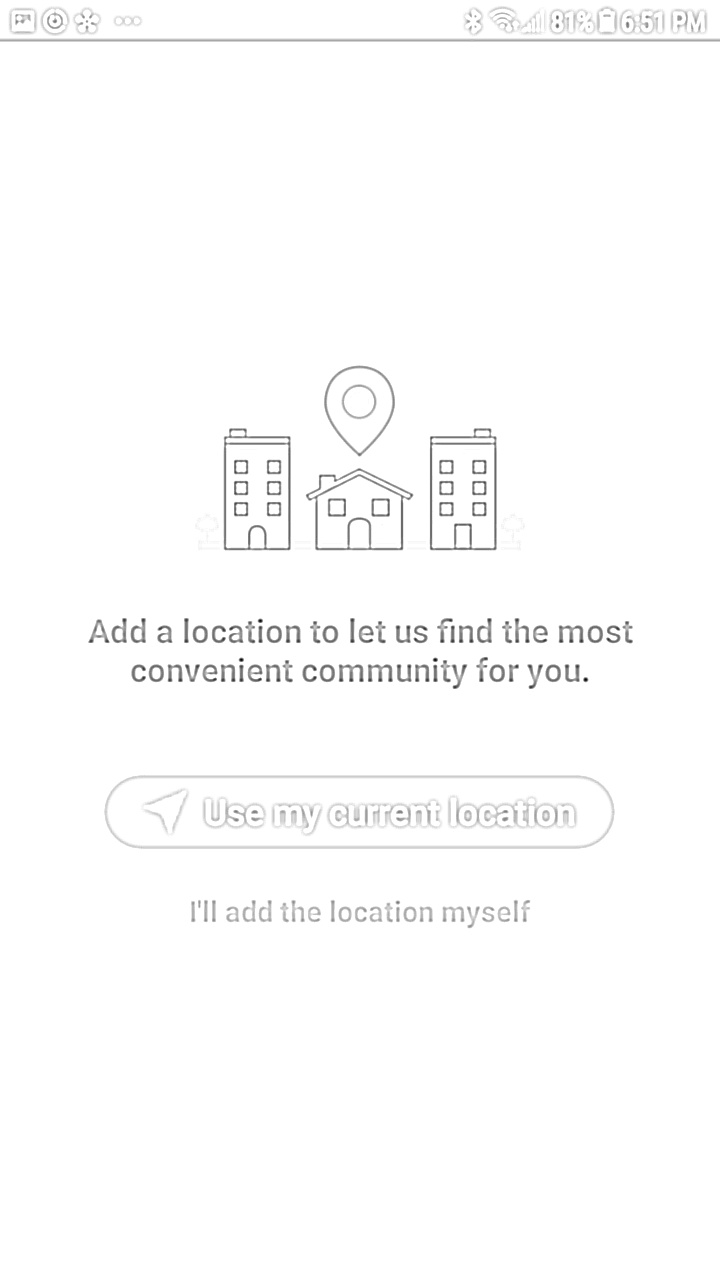 81% 6:51 PM
Add a location to let us find the most
convenient community for you.
Use my current location
I'll add the location myself